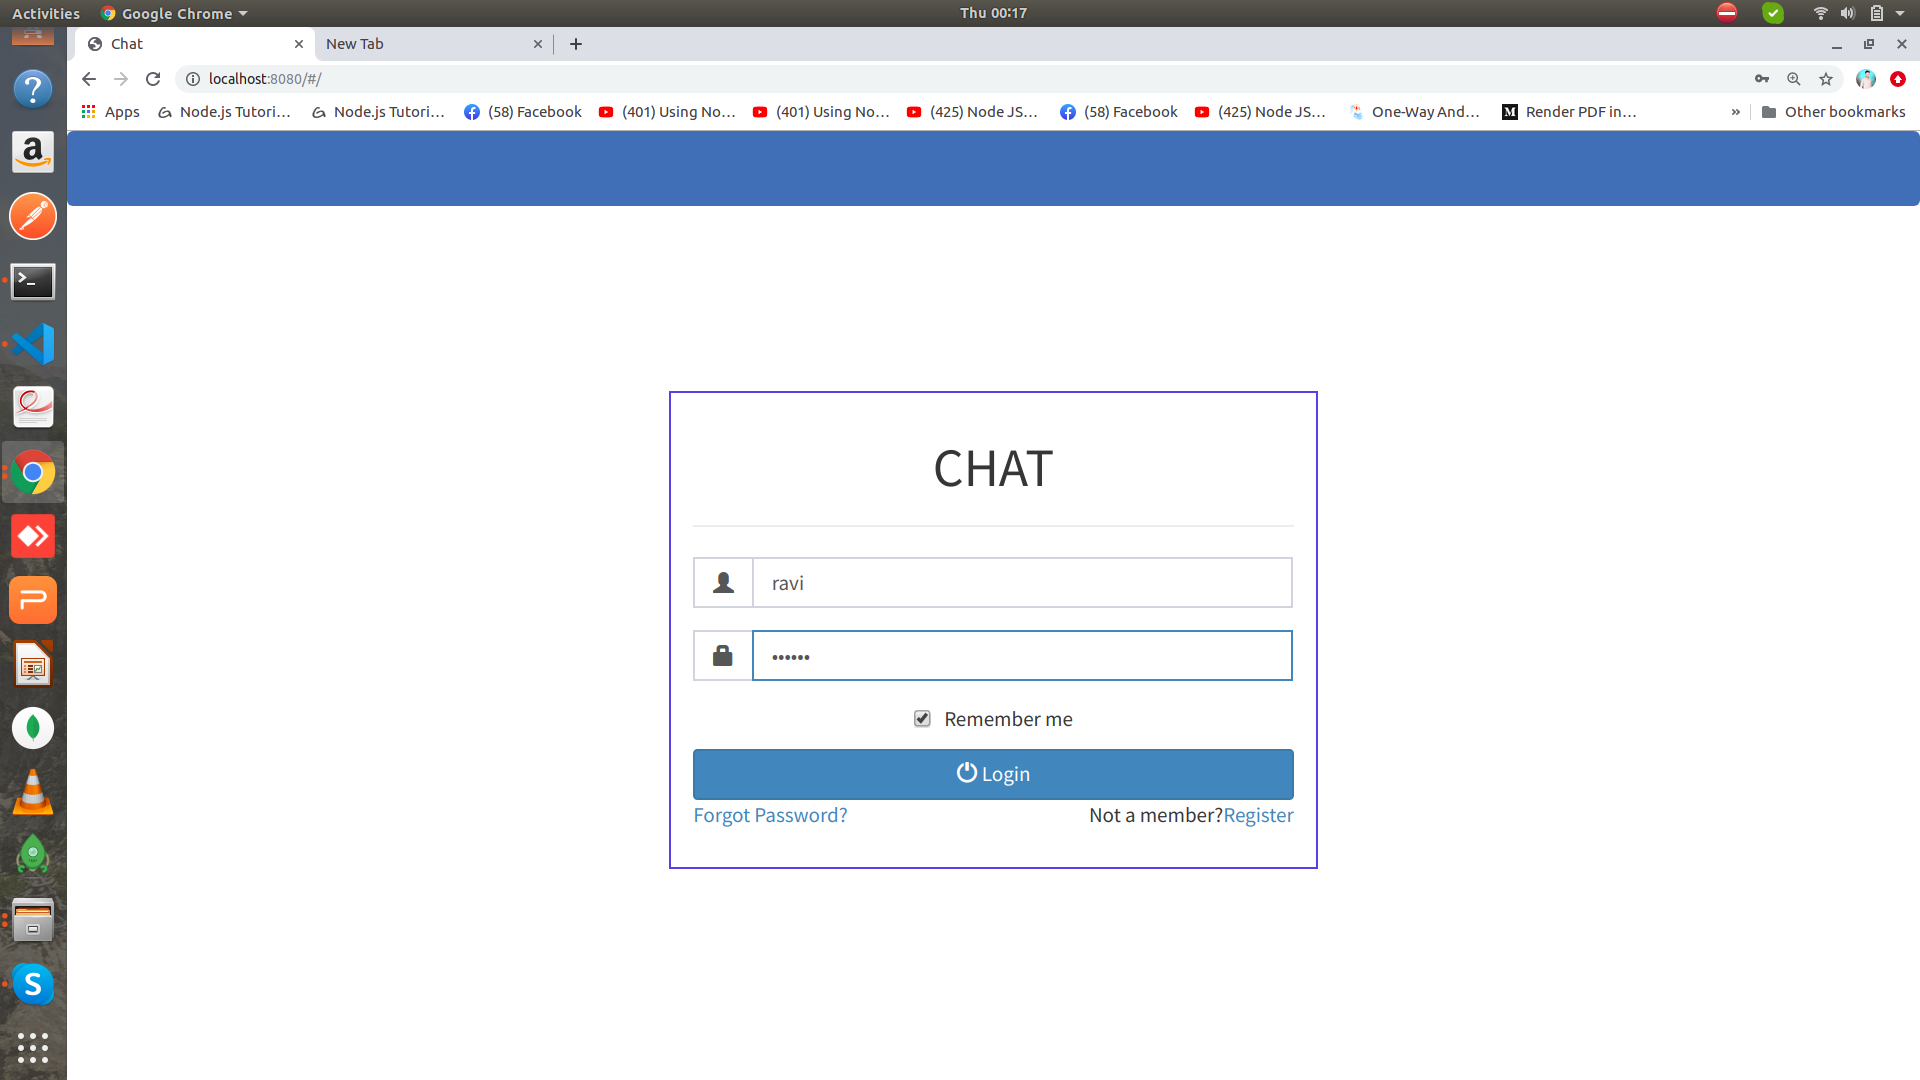 Activities Google Chrome Thu 00:17
Chat New Tab
localhost:8080/#/
Apps Node.js Tutori... Node.js Tutori... (58) Facebook (401) Using No... (401) Using No... (425) Node JS... (58) Facebook (425) Node JS... One-Way And... Render PDF in... » Other bookmarks
CHAT
ravi
••••••
Remember me
Login
Forgot Password? Not a member?Register